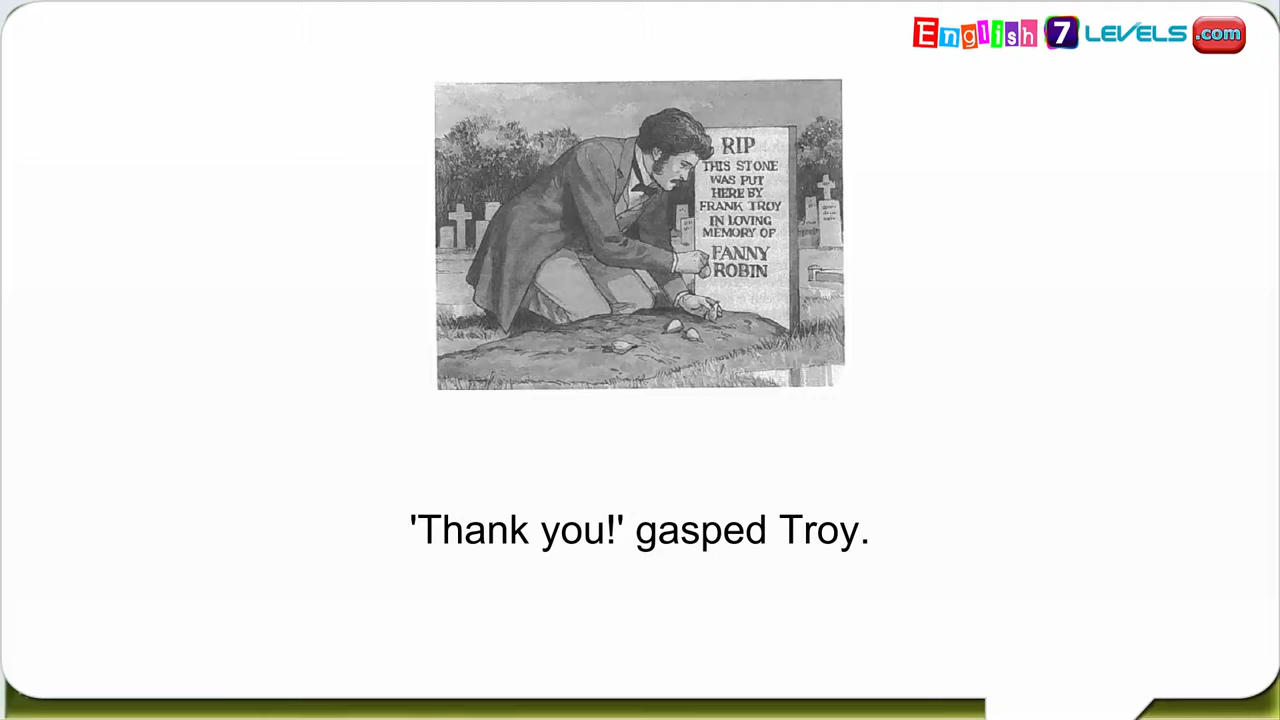 English 7 LEVELS .com
RIP
THIS STONE
WAS PUT
HERE BY
FRANK TROY
IN LOVING
MEMORY OF
FANNY
ROBIN
'Thank you!' gasped Troy.